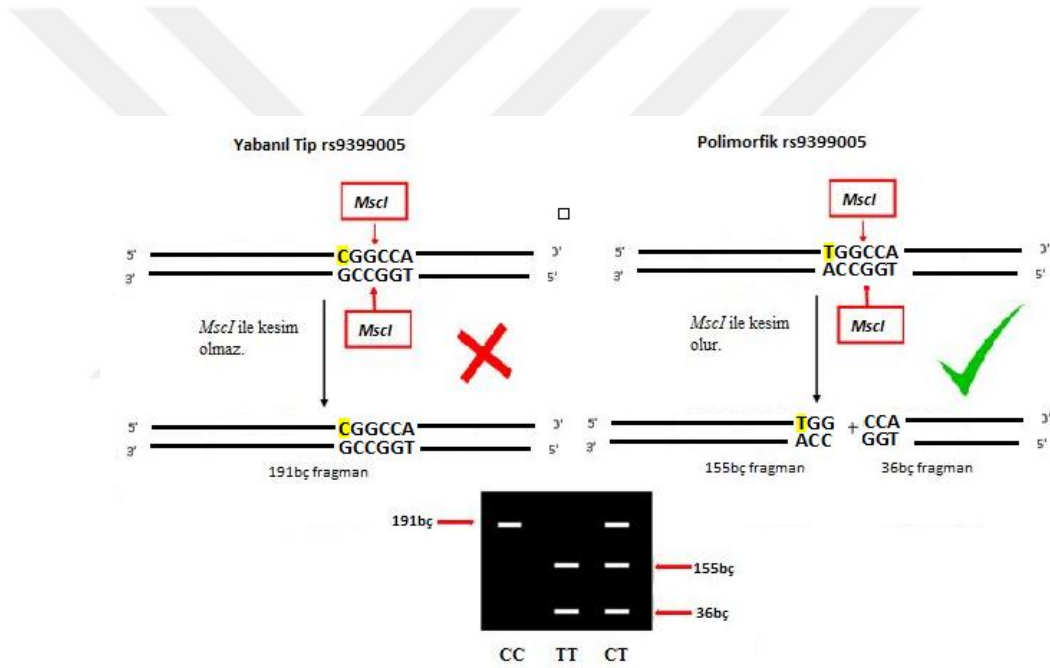 Yabanıl Tip rs9399005
MscI
5' CGGCCA 3'
3' GCCGGT 5'
MscI
MscI ile kesim
olmaz.
5' CGGCCA 3'
3' GCCGGT 5'
191bç fragman
Polimorfik rs9399005
MscI
5' TGGCCA 3'
3' ACCGGT 5'
MscI
MscI ile kesim
olur.
5' TGG + CCA 3'
3' ACC GGT 5'
155bç fragman 36bç fragman
191bç
155bç
36bç
CC TT CT